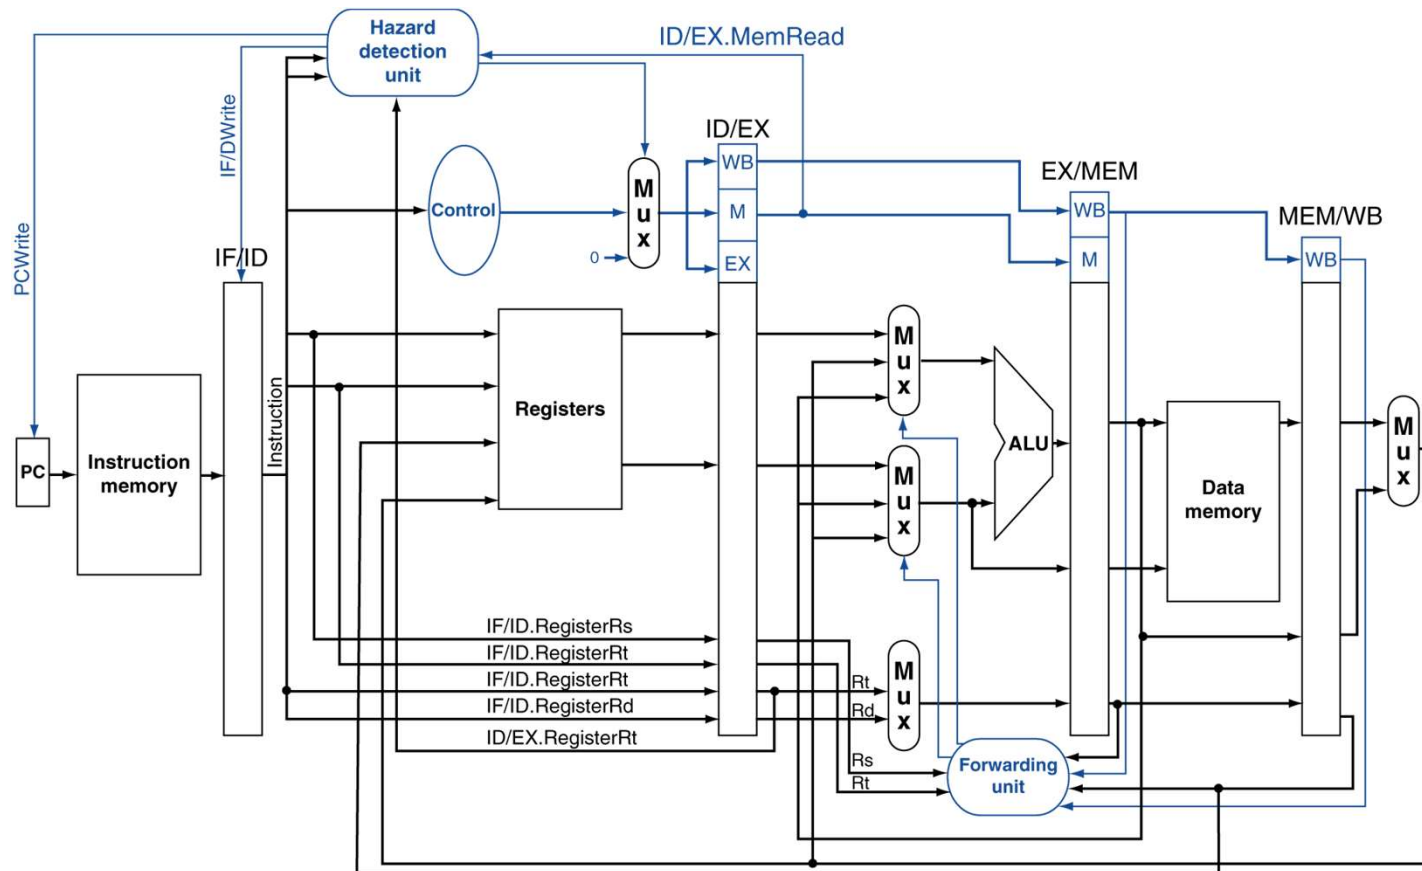 Hazard
detection
unit
ID/EX.MemRead
PCWrite
IF/DWrite
ID/EX
WB
M
EX
EX/MEM
WB
M
MEM/WB
WB
Control
M
u
x
0
IF/ID
Instruction
PC
Instruction
memory
Registers
M
u
x
M
u
x
ALU
Data
memory
M
u
x
IF/ID.RegisterRs
IF/ID.RegisterRt
IF/ID.RegisterRt
IF/ID.RegisterRd
ID/EX.RegisterRt
Rt
Rd
M
u
x
Rs
Rt
Forwarding
unit